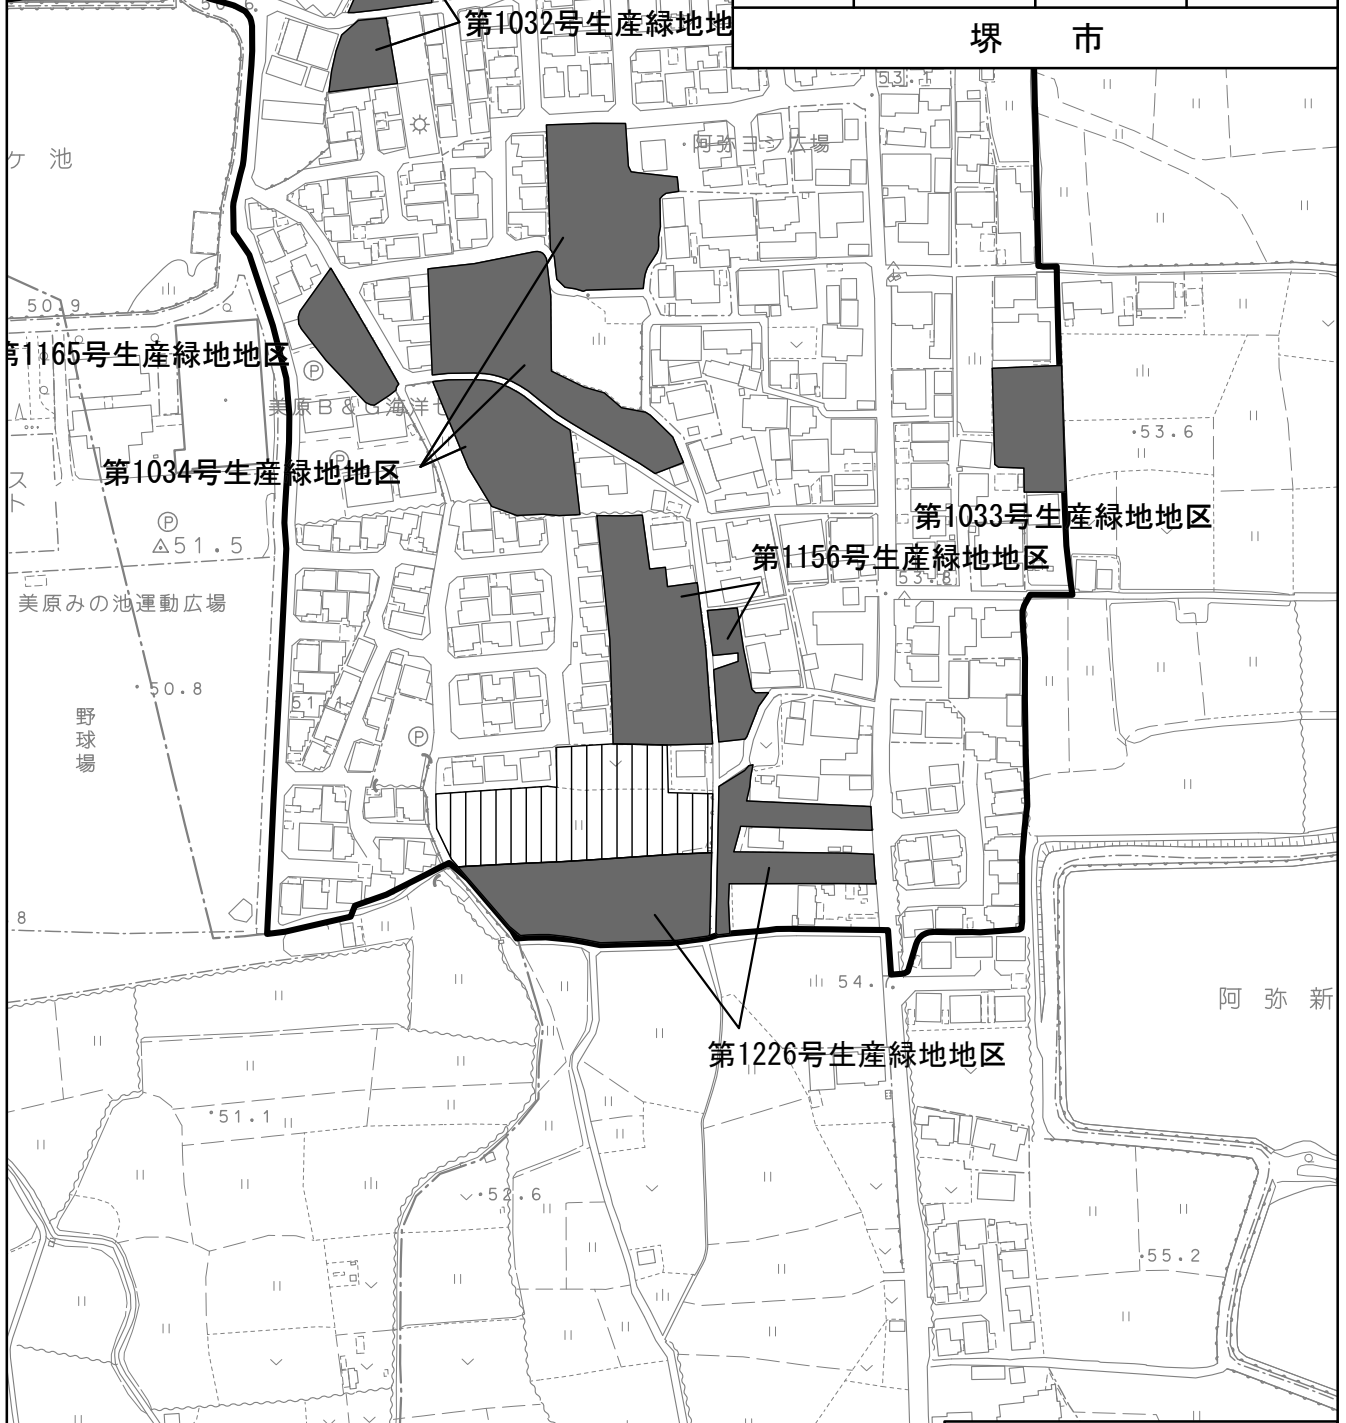 第1032号生産緑地地
堺市
53.
阿弥ヨシ広場
ケ池
50.9
第1165号生産緑地地区
P
美原B&G海洋セ
・53.6
第1034号生産緑地地区
P
スト
第1033号生産緑地地区
P
51.5
第1156号生産緑地地区
53.8
美原みの池運動広場
・50.8
51.1
野球場
P
8
54.7
阿弥新
第1226号生産緑地地区
・51.1
・52.6
・55.2